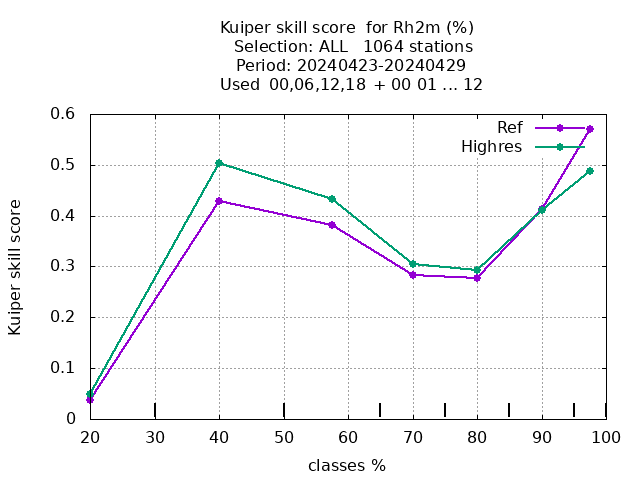 Kuiper skill score  for Rh2m (%)
Selection: ALL   1064 stations
Period: 20240423-20240429
Used  00,06,12,18  + 00 01 ... 12
Ref
Highres
Kuiper skill score
0.6
0.5
0.4
0.3
0.2
0.1
0
20 30 40 50 60 70 80 90 100
classes %